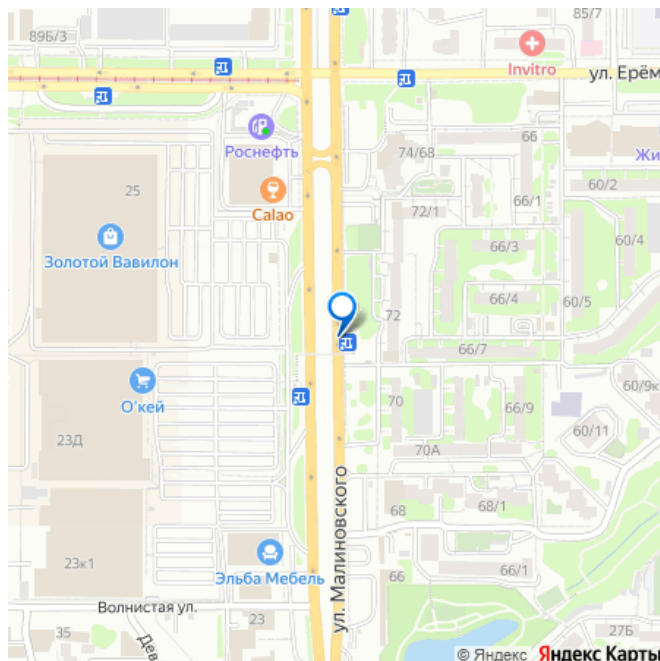 89Б/3
85/7
Invitro
ул. Ерём
Роснефть
66
74/68
Жи
25
60/2
Calao
66/1
72/1
66/3
60/4
Золотой Вавилон
66/4
60/5
72
66/7
О'кей
60/9к
70
66/9
60/11
23Д
70А
68
68/1
ул. Малиновского
23к1
Эльба Мебель
66
66/1
Волнистая ул.
23
35
Дев
27Б
© Яндекс Яндекс Карты